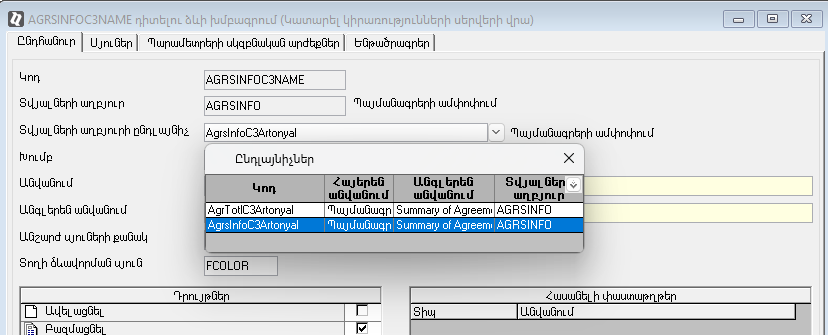 AGRSINFOC3NAME դիտելու ձևի խմբագրում (Կատարել կիրառությունների սերվերի վրա)
Ընդհանուր Սյուներ Պարամետրերի սկզբնական արժեքներ Ենթածրագրեր
Կոդ AGRSINFOC3NAME
Տվյալների աղբյուր AGRSINFO Պայմանագրերի ամփոփում
Տվյալների աղբյուրի ընդլայնիչ AgrsInfoC3Artonyal Պայմանագրերի ամփոփում
Խումբ
Անվանում
Անգլերեն անվանում
Անշարժ սյուների քանակ
Տողի ձևավորման սյուն FCOLOR
Ընդլայնիչներ
Կոդ Հայերեն անվանում Անգլերեն անվանում Տվյալներ աղբյուր
AgrTotlC3Artonyal Պայմանագր Summary of Agreeme AGRSINFO
AgrsInfoC3Artonyal Պայմանագր Summary of Agreeme AGRSINFO
Դրույթներ
Ավելացնել
Բազմացնել
Հասանելի փաստաթղթեր
Տիպ Անվանում